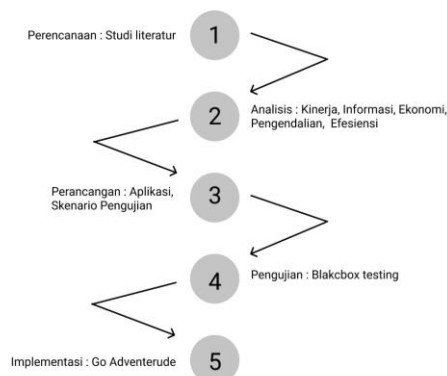 Perencanaan : Studi literatur
1
2
Analisis : Kinerja, Informasi, Ekonomi,
Pengendalian, Efesiensi
Perancangan : Aplikasi,
Skenario Pengujian
3
4
Pengujian : Blakcbox testing
Implementasi : Go Adventerude
5